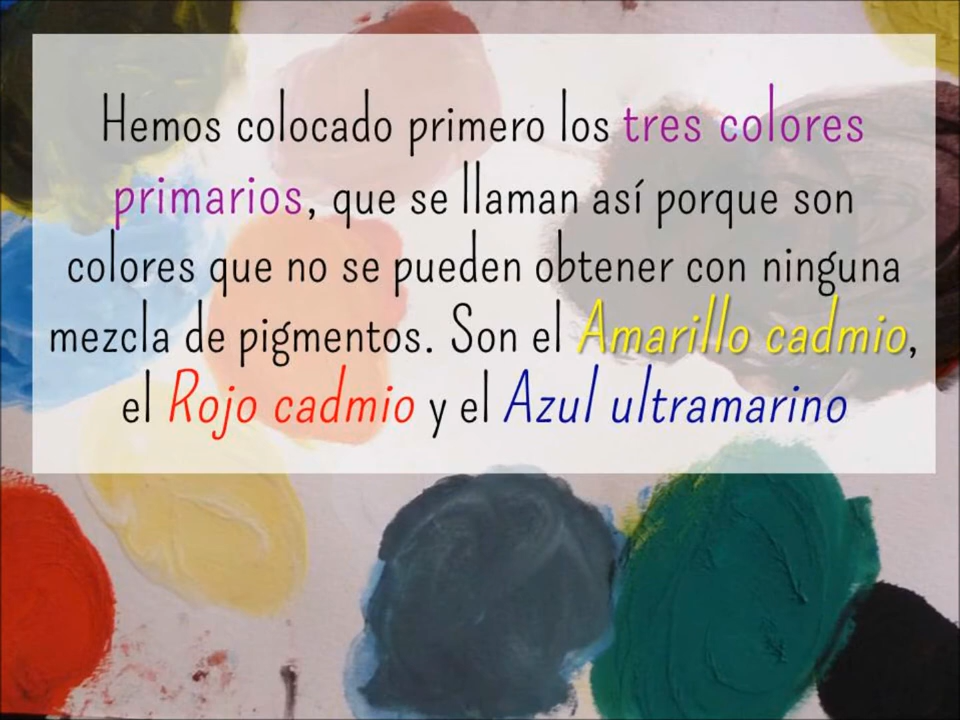 Hemos colocado primero los tres colores
primarios, que se llaman así porque son
colores que no se pueden obtener con ninguna
mezcla de pigmentos. Son el Amarillo cadmio,
el Rojo cadmio y el Azul ultramarino